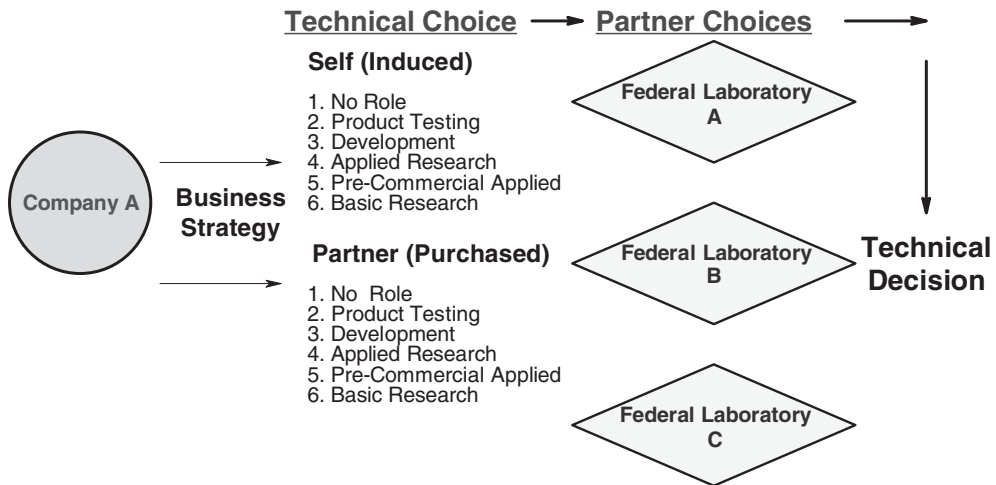 Technical Choice
Partner Choices
Self (Induced)
1. No Role
2. Product Testing
3. Development
4. Applied Research
5. Pre-Commercial Applied
6. Basic Research
Company A
Business
Strategy
Partner (Purchased)
1. No Role
2. Product Testing
3. Development
4. Applied Research
5. Pre-Commercial Applied
6. Basic Research
Federal Laboratory
A
Federal Laboratory
B
Federal Laboratory
C
Technical
Decision